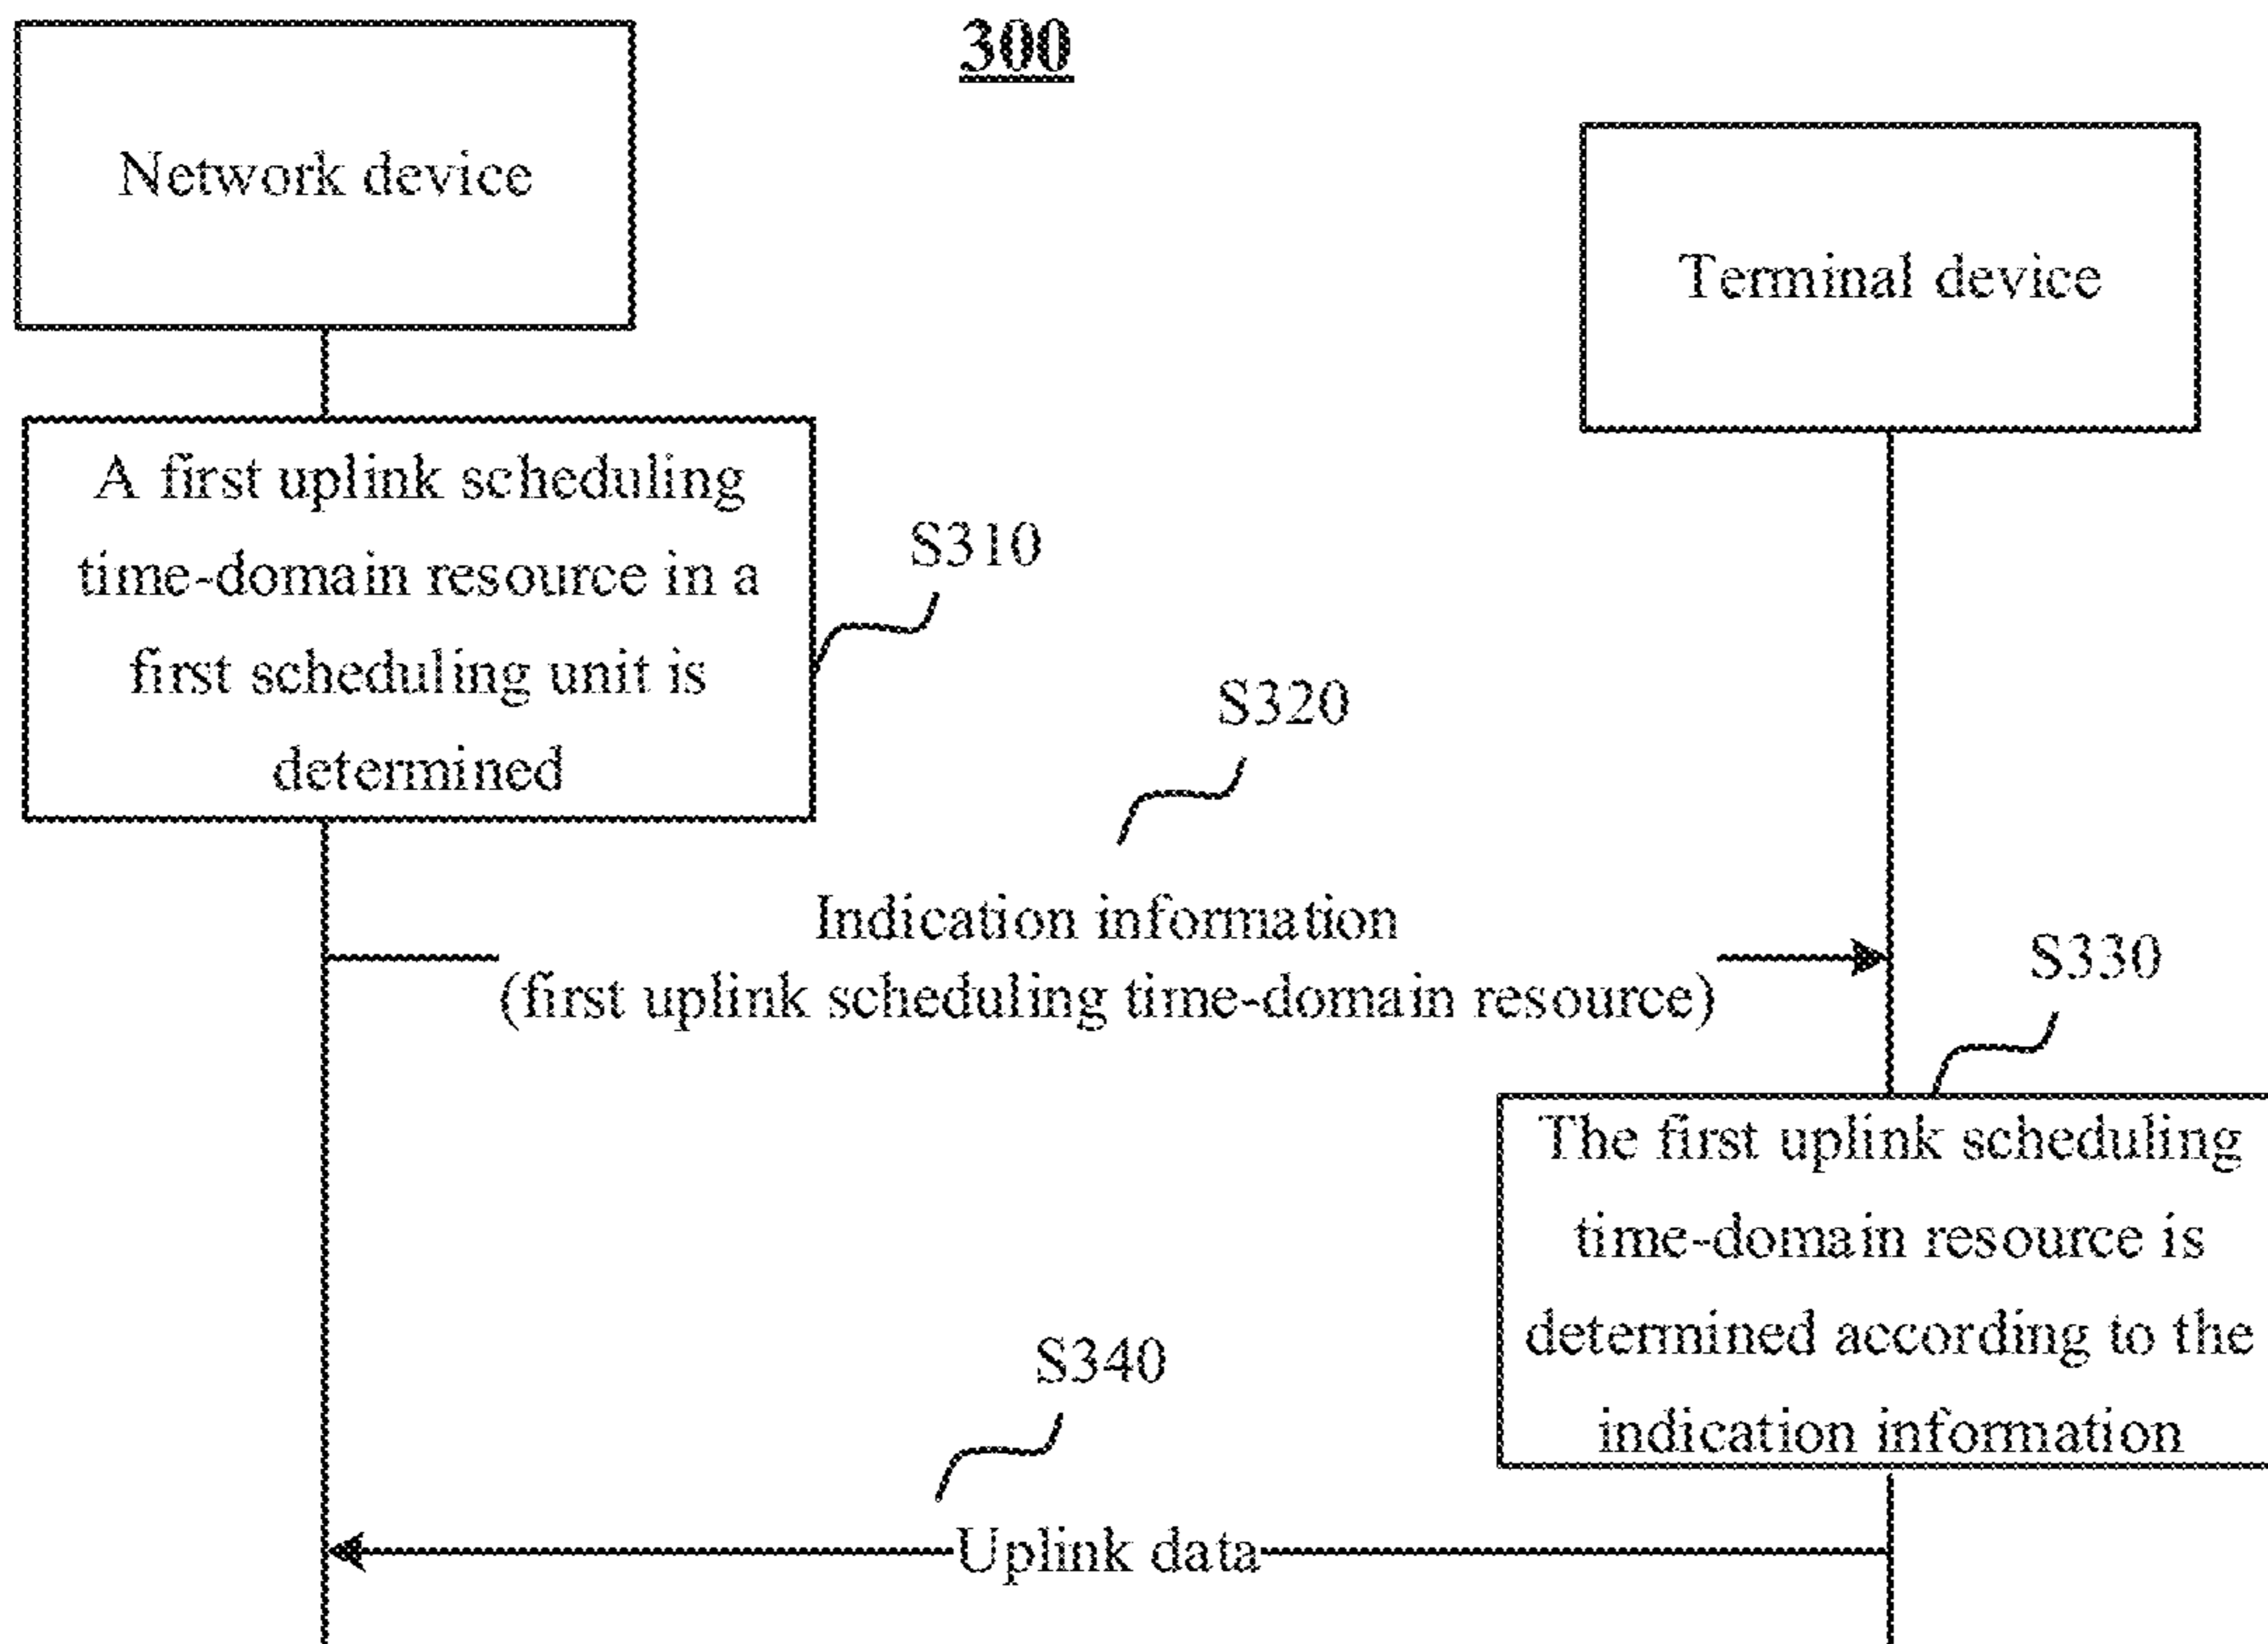 300
Network device
Terminal device
A first uplink scheduling
time-domain resource in a
first scheduling unit is
determined
S310
S320
Indication information
(first uplink scheduling time-domain resource)
S330
The first uplink scheduling
time-domain resource is
determined according to the
indication information
S340
Uplink data